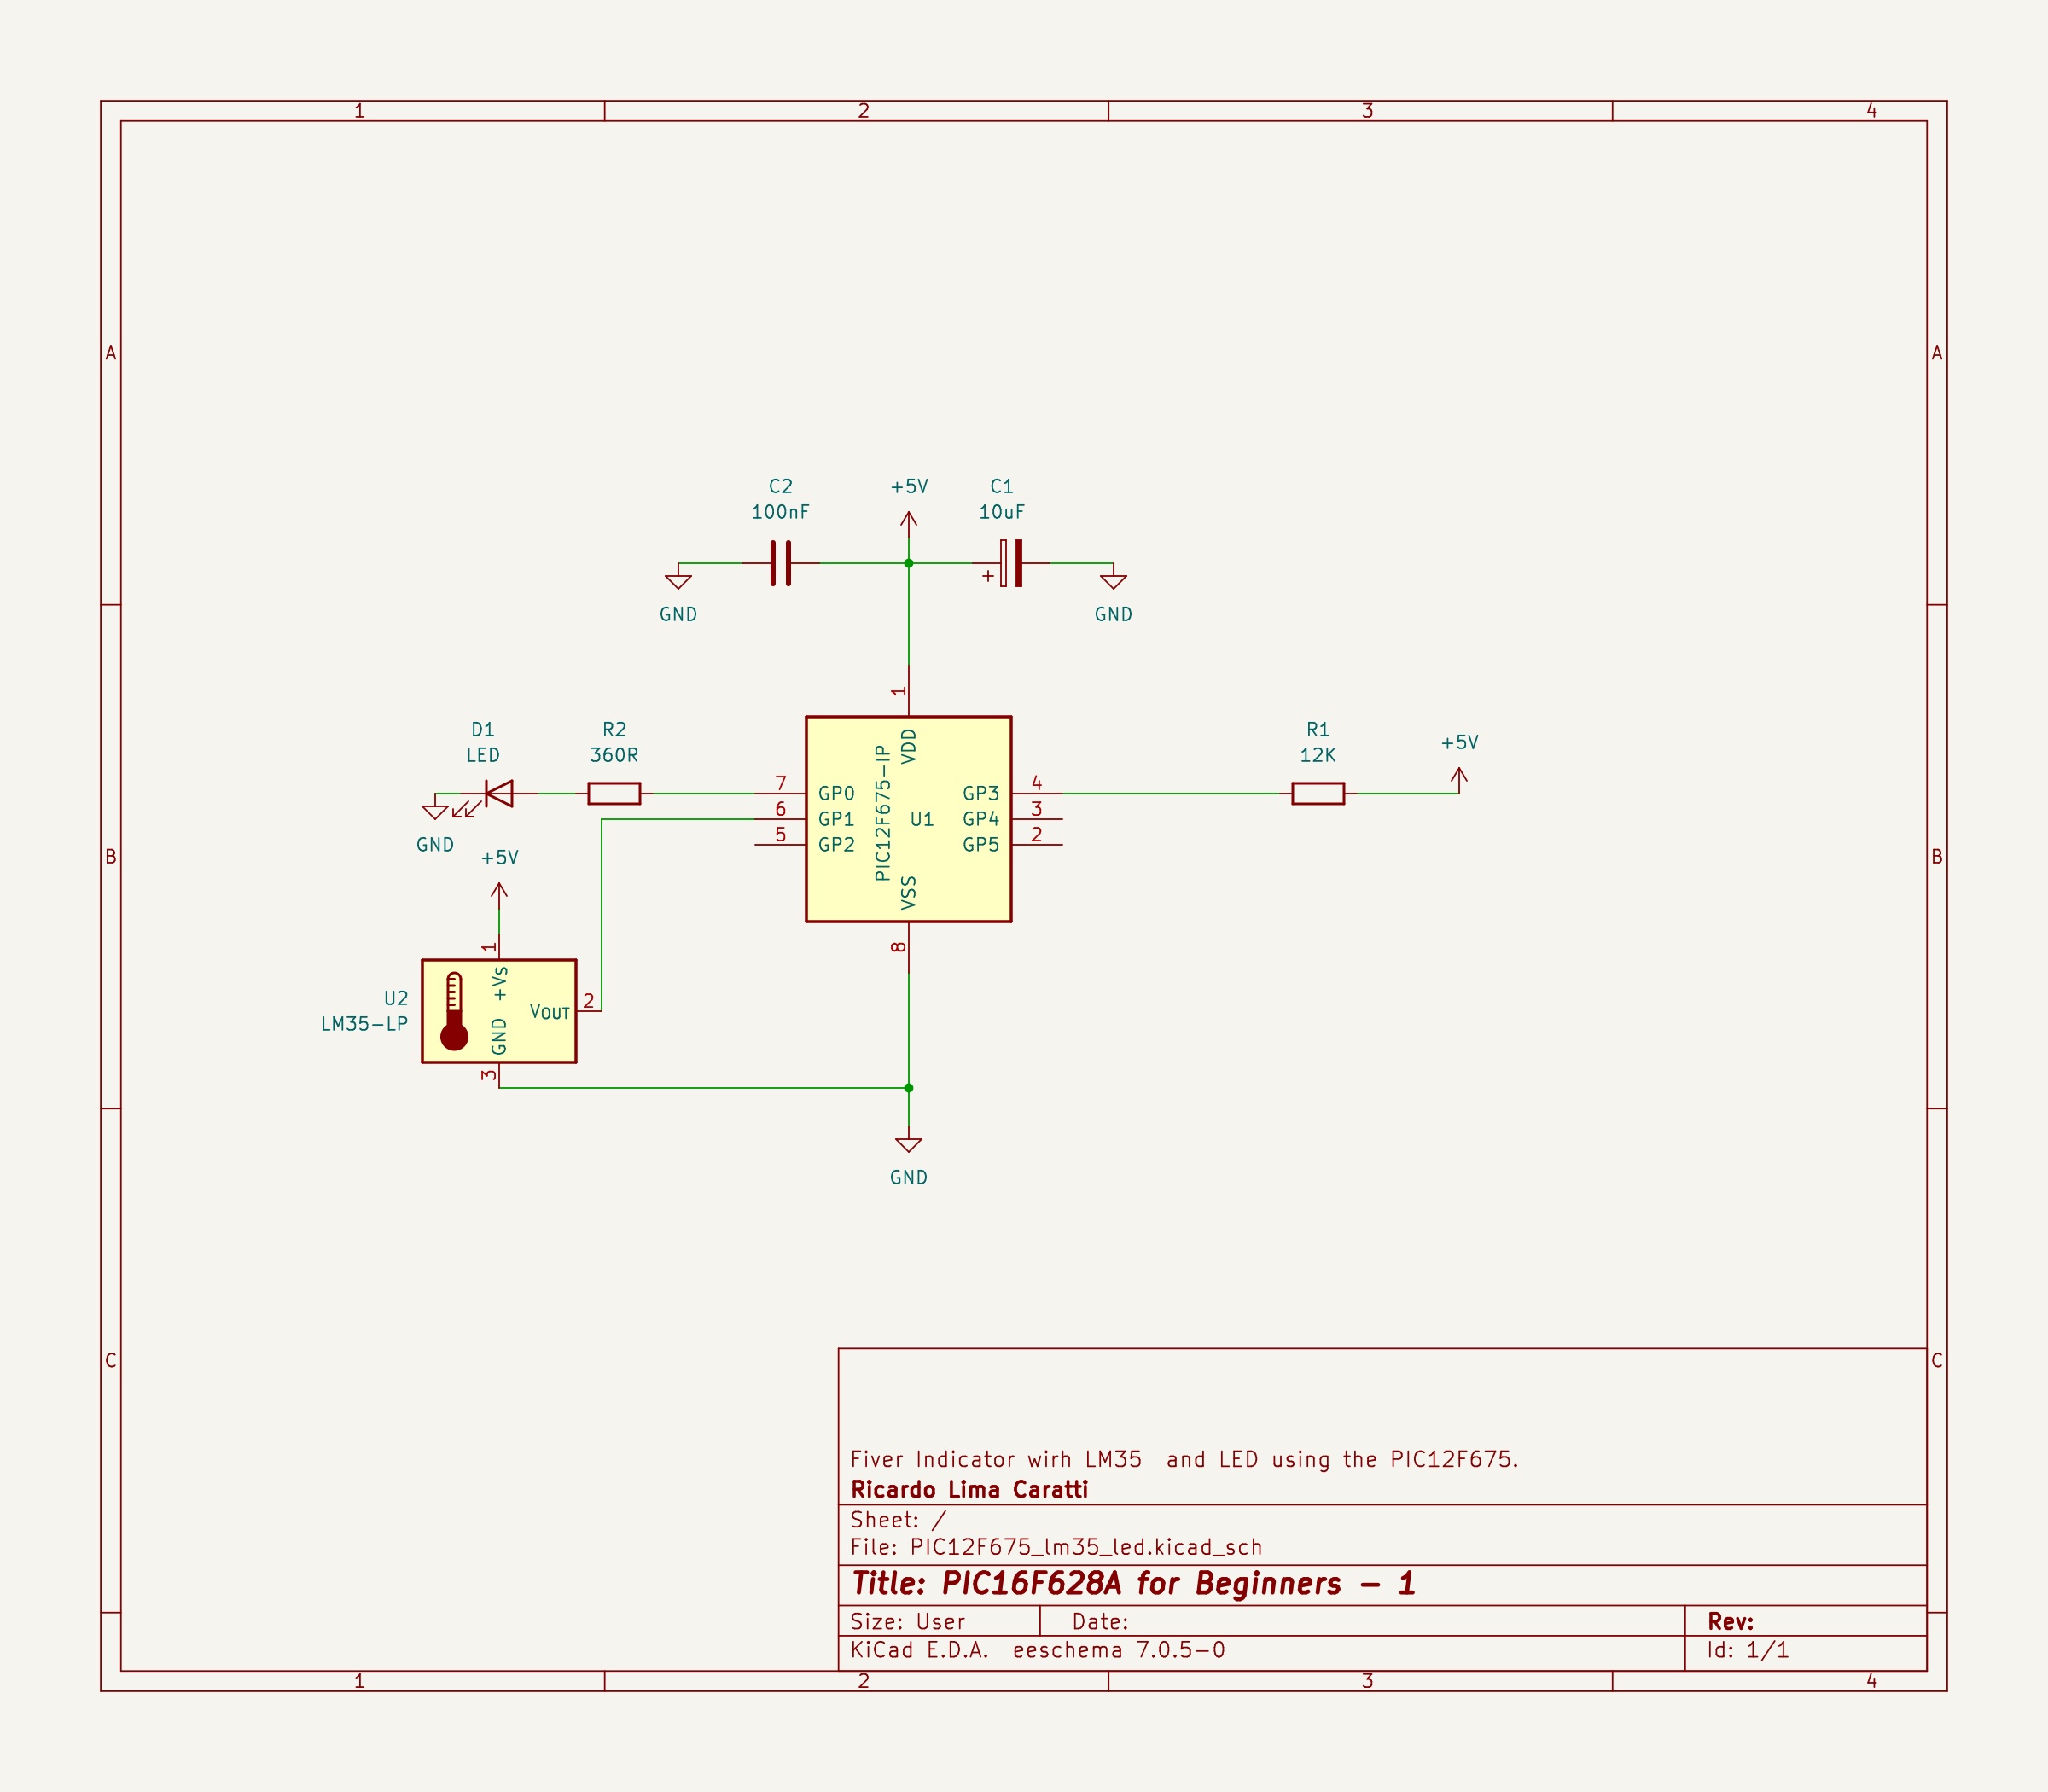 1 2 3 4
A A
C2 +5V C1
100nF 10uF
GND GND
1
D1 R2 R1
LED 360R 12K +5V
VDD
PIC12F675-IP
7 GP0 GP3 4
6 GP1 U1 GP4 3
5 GP2 GP5 2
GND
+5V
B B
VSS
8
1
+Vs
U2
LM35-LP
VOUT 2
GND
3
GND
C C
Fiver Indicator wirh LM35  and LED using the PIC12F675.
Ricardo Lima Caratti
Sheet: /
File: PIC12F675_lm35_led.kicad_sch
Title: PIC16F628A for Beginners - 1
Size: User Date: Rev:
KiCad E.D.A.  eeschema 7.0.5-0 Id: 1/1
1 2 3 4